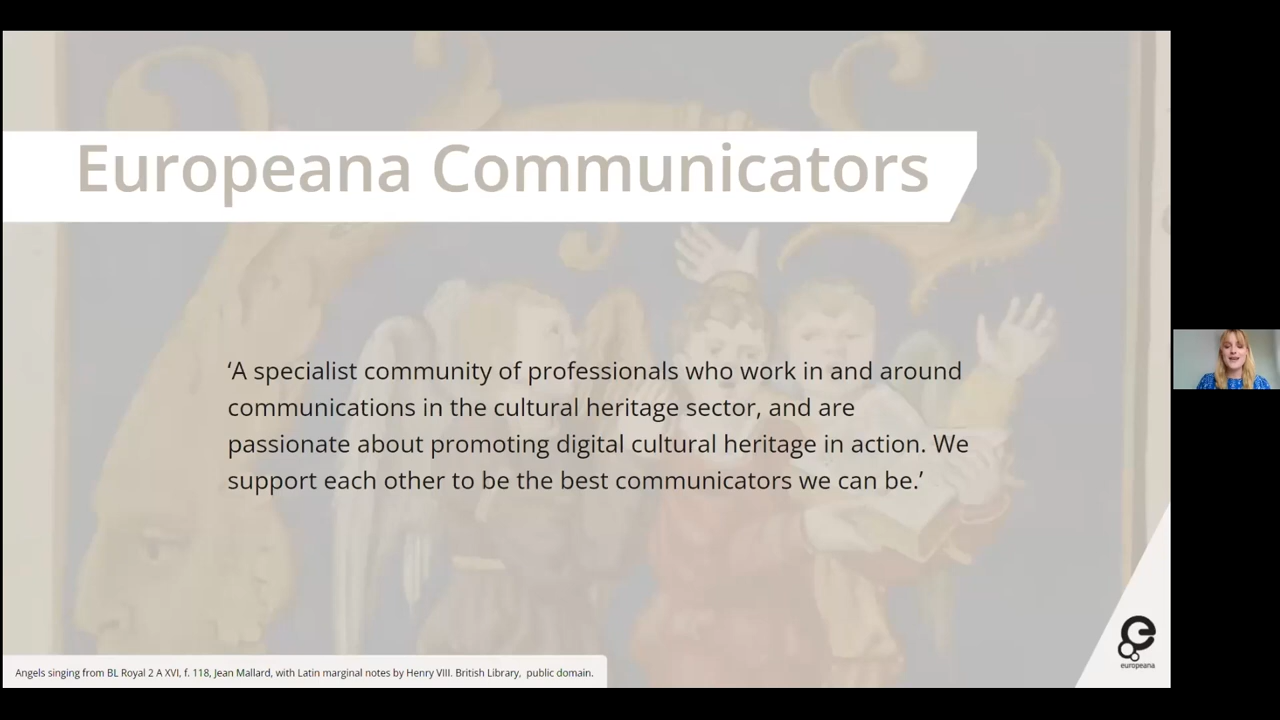 Europeana Communicators
‘A specialist community of professionals who work in and around
communications in the cultural heritage sector, and are
passionate about promoting digital cultural heritage in action. We
support each other to be the best communicators we can be.’
Angels singing from BL Royal 2 A XVI, f. 118, Jean Mallard, with Latin marginal notes by Henry VIII. British Library, public domain.
europeana